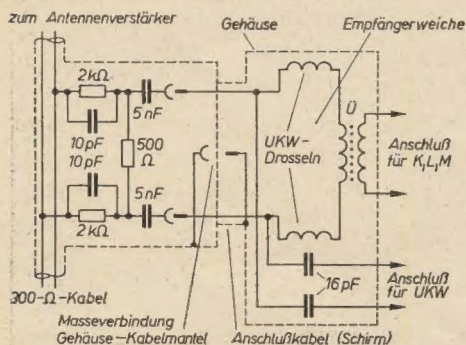 zum Antennenverstärker
Gehäuse
Empfängerweiche
2kΩ
5nF
10pF
10pF
500
Ω
UKW-
Drosseln
Ü
Anschluß
für K,L,M
5nF
2kΩ
16pF
Anschluß
für UKW
300-Ω-Kabel
Masseverbindung
Gehäuse-Kabelmantel
Anschlußkabel (Schirm)